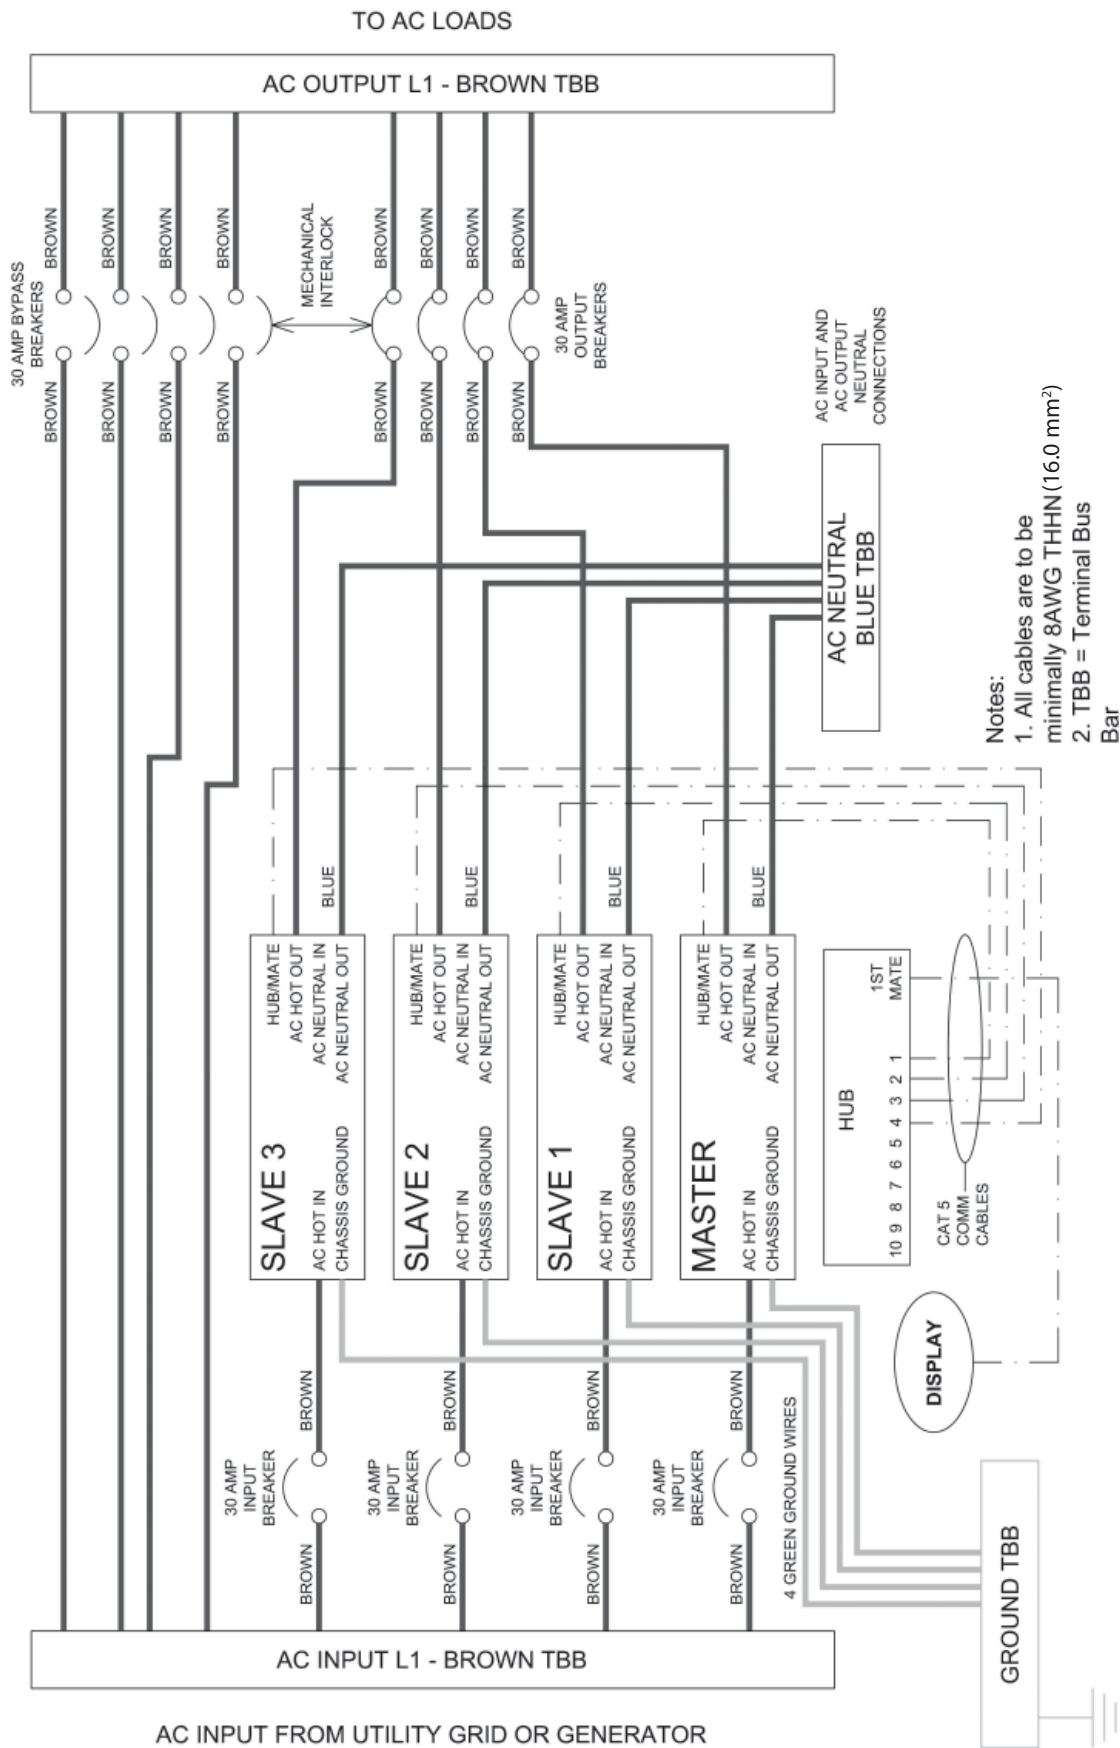 TO AC LOADS
AC OUTPUT L1 - BROWN TBB
30 AMP BYPASS
BREAKERS
BROWN
BROWN
BROWN
BROWN
MECHANICAL
INTERLOCK
BROWN
BROWN
BROWN
BROWN
BROWN
BROWN
BROWN
BROWN
BROWN
BROWN
BROWN
BROWN
30 AMP
OUTPUT
BREAKERS
AC INPUT AND
AC OUTPUT
NEUTRAL
CONNECTIONS
AC NEUTRAL
BLUE TBB
Notes:
1. All cables are to be
minimally 8AWG THHN (16.0 mm²)
2. TBB = Terminal Bus
Bar
BLUE
BLUE
BLUE
BLUE
SLAVE 3
HUB/MATE
AC HOT OUT
AC NEUTRAL IN
AC NEUTRAL OUT
AC HOT IN
CHASSIS GROUND
SLAVE 2
HUB/MATE
AC HOT OUT
AC NEUTRAL IN
AC NEUTRAL OUT
AC HOT IN
CHASSIS GROUND
SLAVE 1
HUB/MATE
AC HOT OUT
AC NEUTRAL IN
AC NEUTRAL OUT
AC HOT IN
CHASSIS GROUND
MASTER
HUB/MATE
AC HOT OUT
AC NEUTRAL IN
AC NEUTRAL OUT
AC HOT IN
CHASSIS GROUND
HUB
1ST
MATE
10 9 8 7 6 5 4 3 2 1
CAT 5
COMM
CABLES
DISPLAY
BROWN
BROWN
BROWN
BROWN
30 AMP
INPUT
BREAKER
30 AMP
INPUT
BREAKER
30 AMP
INPUT
BREAKER
30 AMP
INPUT
BREAKER
BROWN
BROWN
BROWN
BROWN
4 GREEN GROUND WIRES
GROUND TBB
AC INPUT L1 - BROWN TBB
AC INPUT FROM UTILITY GRID OR GENERATOR